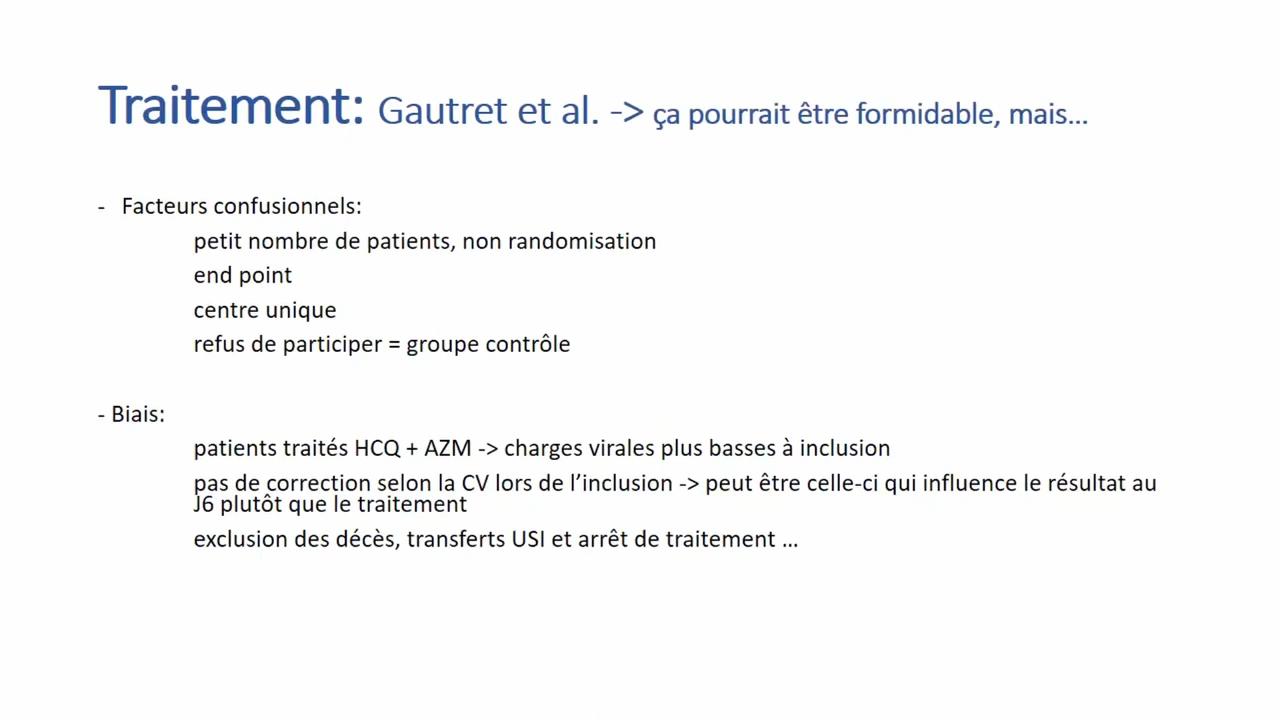 Traitement: Gautret et al. -> ça pourrait être formidable, mais…
- Facteurs confusionnels:
petit nombre de patients, non randomisation
end point
centre unique
refus de participer = groupe contrôle
- Biais:
patients traités HCQ + AZM -> charges virales plus basses à inclusion
pas de correction selon la CV lors de l’inclusion -> peut être celle-ci qui influence le résultat au
J6 plutôt que le traitement
exclusion des décès, transferts USI et arrêt de traitement …